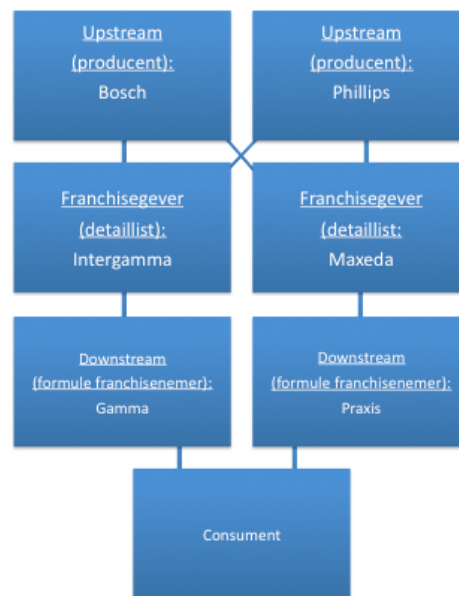 Upstream
(producent):
Bosch
Upstream
(producent):
Phillips
Franchisegever
(detaillist):
Intergamma
Franchisegever
(detaillist:
Maxeda
Downstream
(formule franchisenemer):
Gamma
Downstream
(formule franchisenemer):
Praxis
Consument